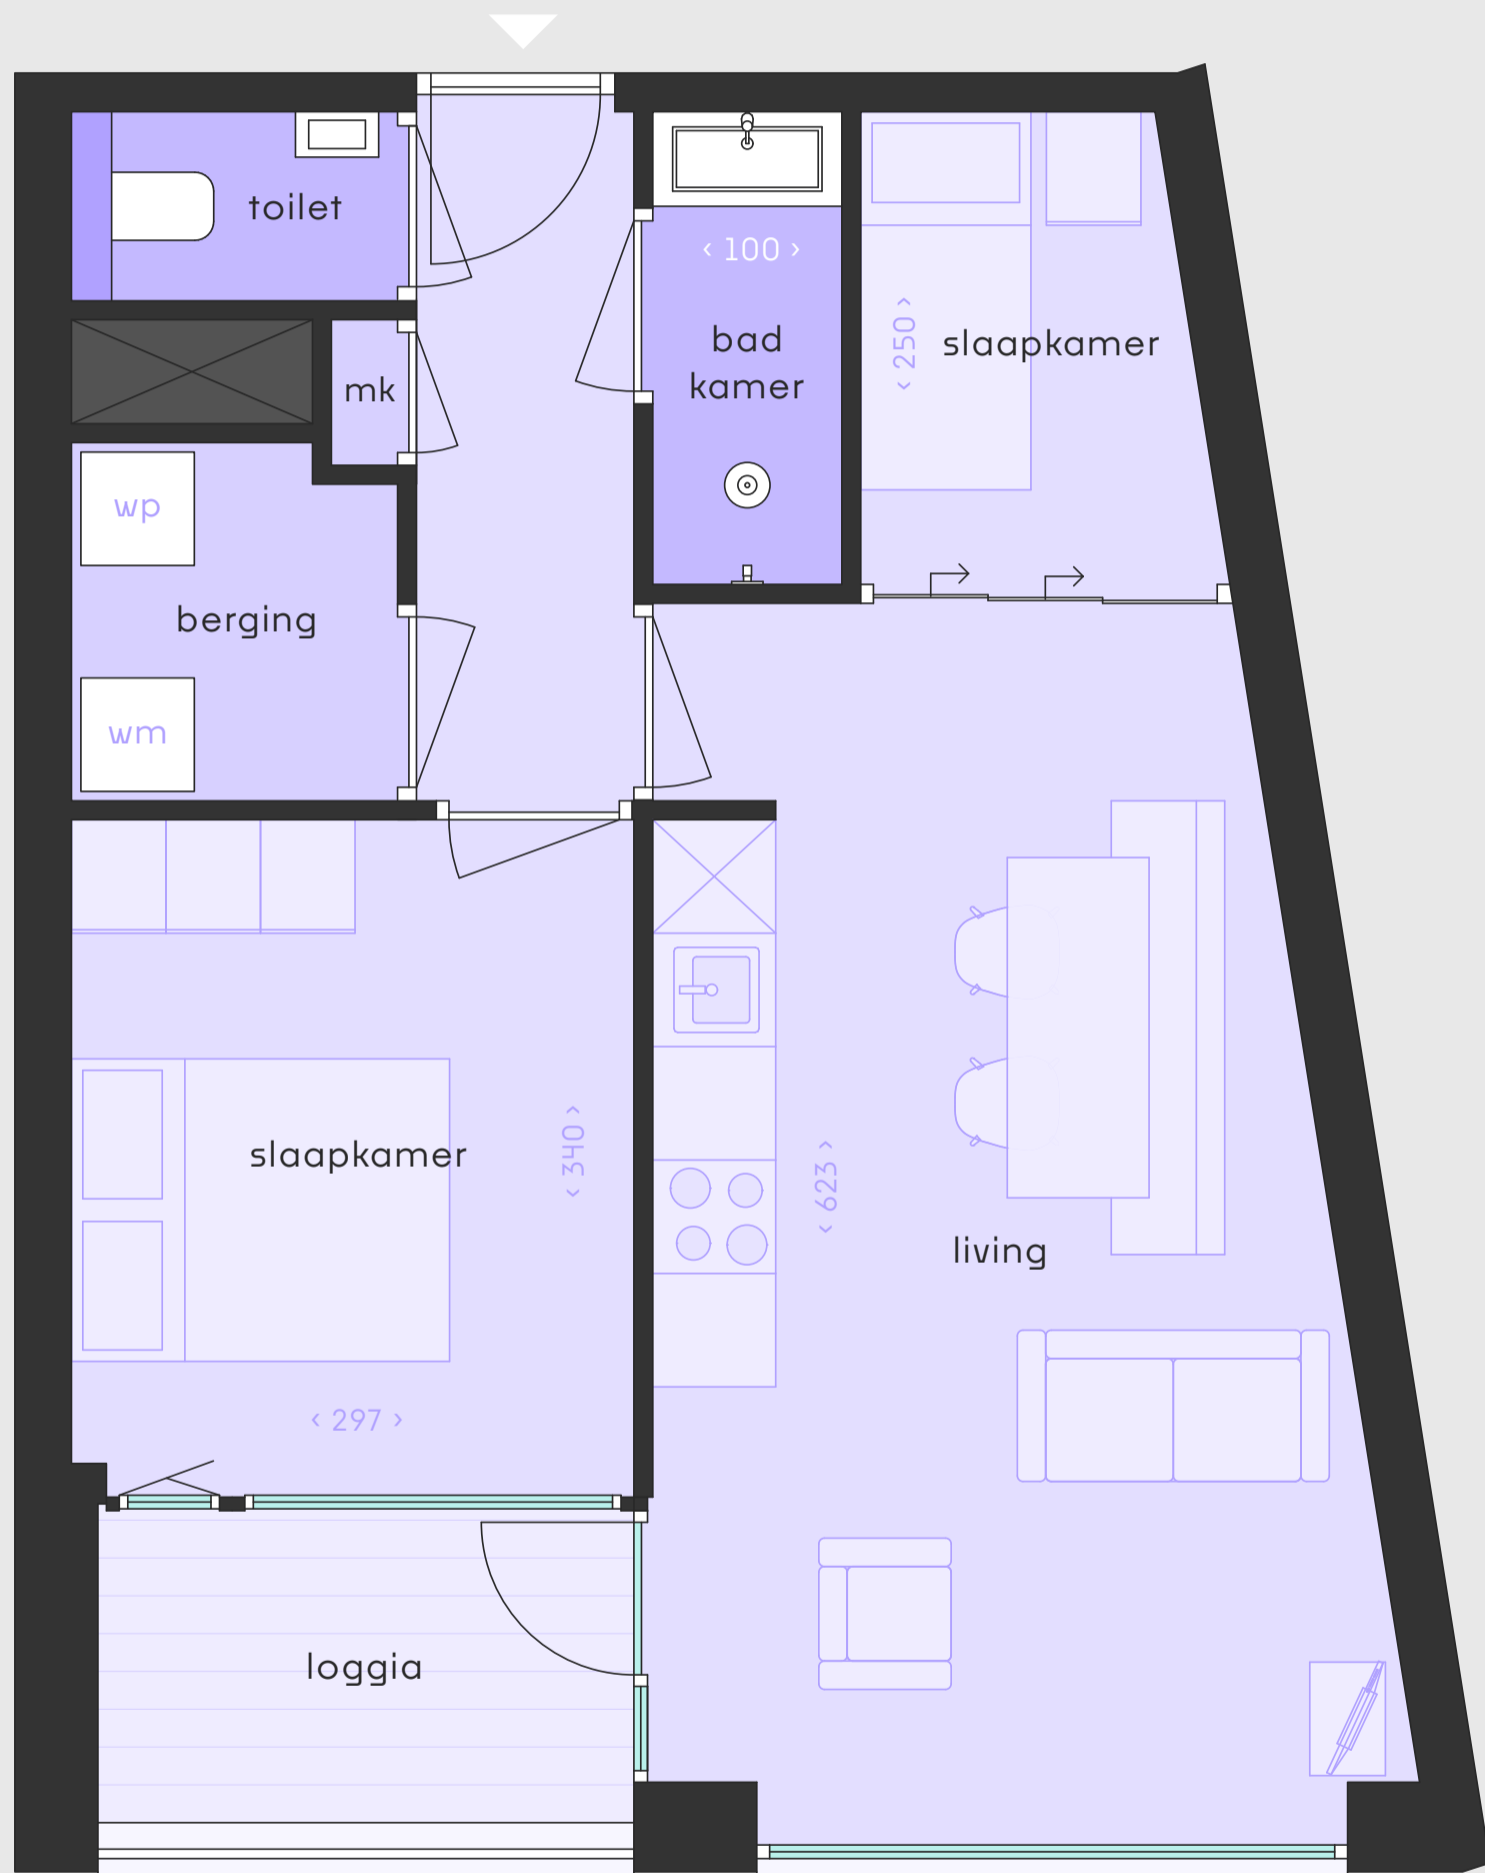 toilet
‹ 100 ›
bad
kamer
‹ 250 ›
slaapkamer
mk
wp
berging
wm
slaapkamer
‹ 340 ›
‹ 623 ›
living
‹ 297 ›
loggia